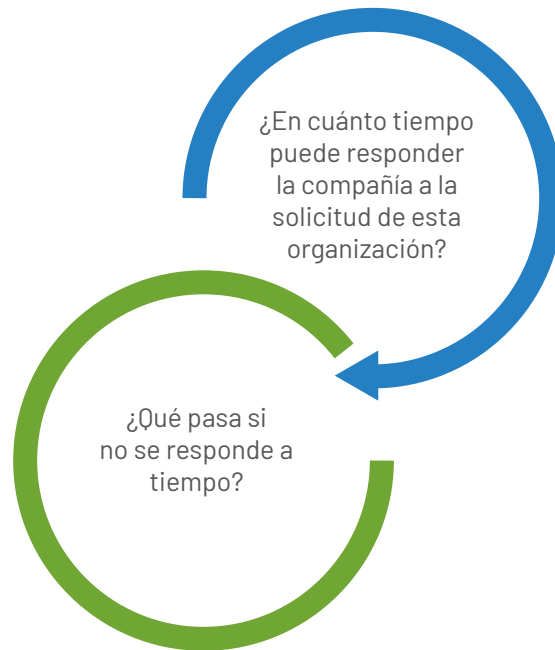 ¿En cuánto tiempo
puede responder
la compañía a la
solicitud de esta
organización?
¿Qué pasa si
no se responde a
tiempo?